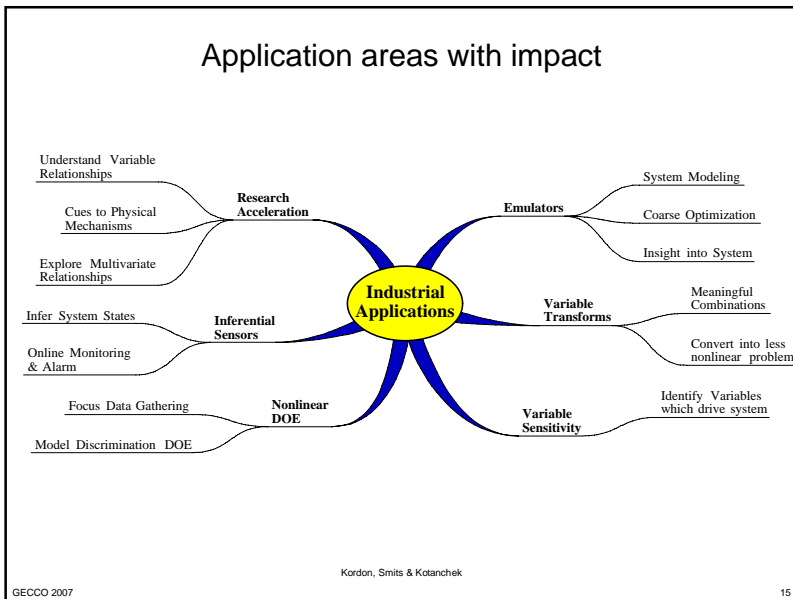 Application areas with impact
Understand Variable
Relationships
Cues to Physical
Mechanisms
Explore Multivariate
Relationships
Research
Acceleration
Infer System States
Online Monitoring
& Alarm
Inferential
Sensors
Focus Data Gathering
Model Discrimination DOE
Nonlinear
DOE
Industrial
Applications
Emulators
System Modeling
Coarse Optimization
Insight into System
Variable
Transforms
Meaningful
Combinations
Convert into less
nonlinear problem
Variable
Sensitivity
Identify Variables
which drive system
Kordon, Smits & Kotanchek
GECCO 2007
15